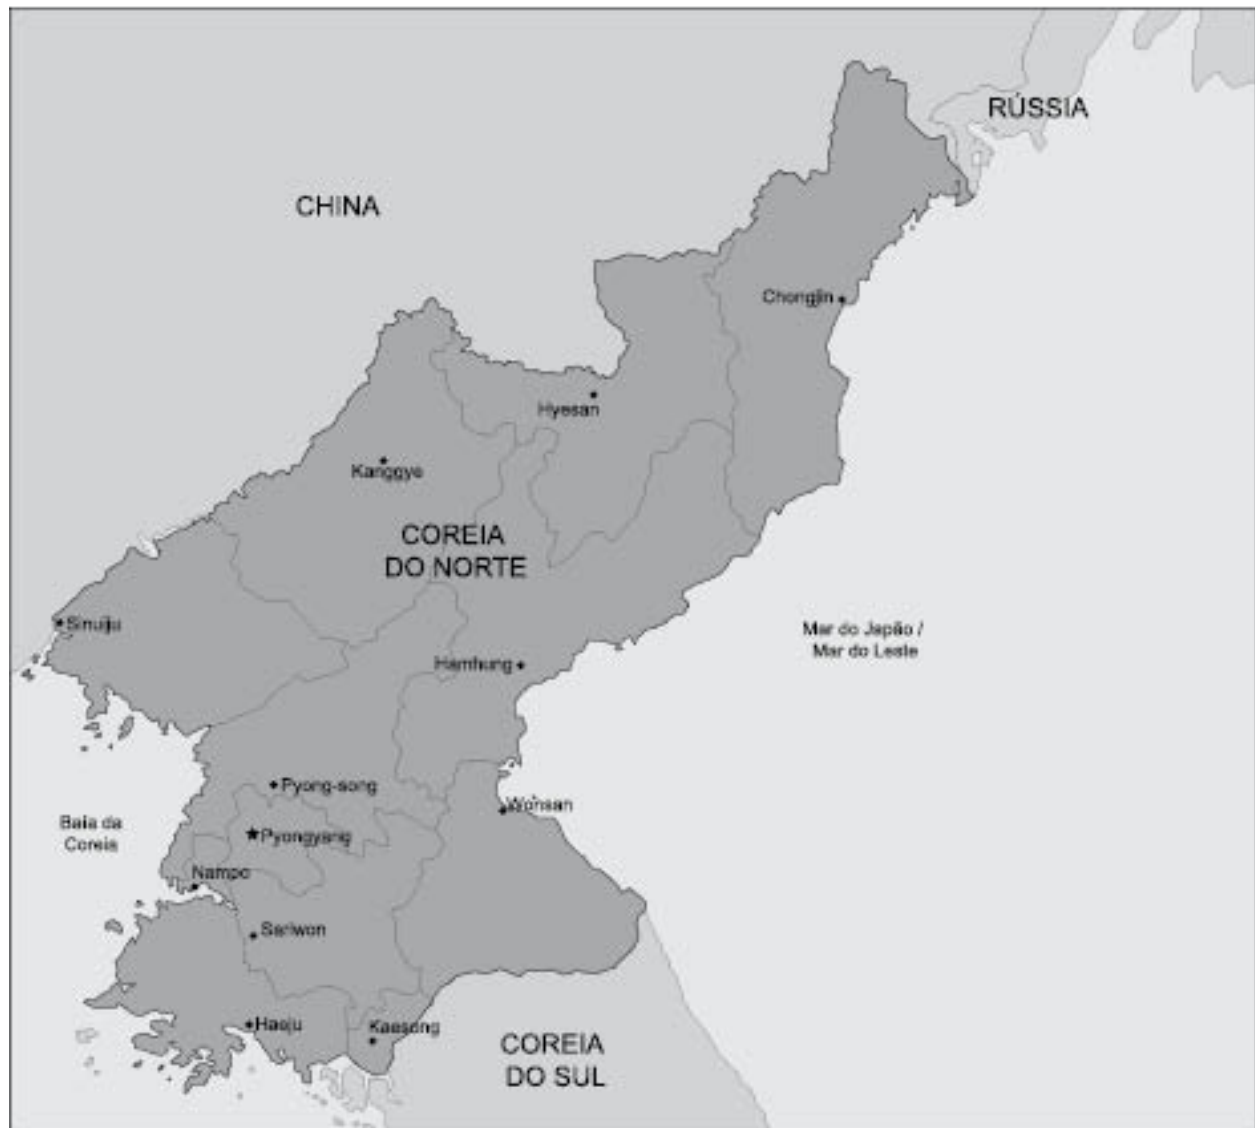 RÚSSIA
CHINA
Chongjin
Hyesan
Kanggye
COREIA
DO NORTE
Sinuiju
Mar do Japão /
Mar do Leste
Hamhung
Pyong-song
Wonsan
Baía da
Coreia
Pyongyang
Nampo
Sariwon
Haeju
Kaesong
COREIA
DO SUL